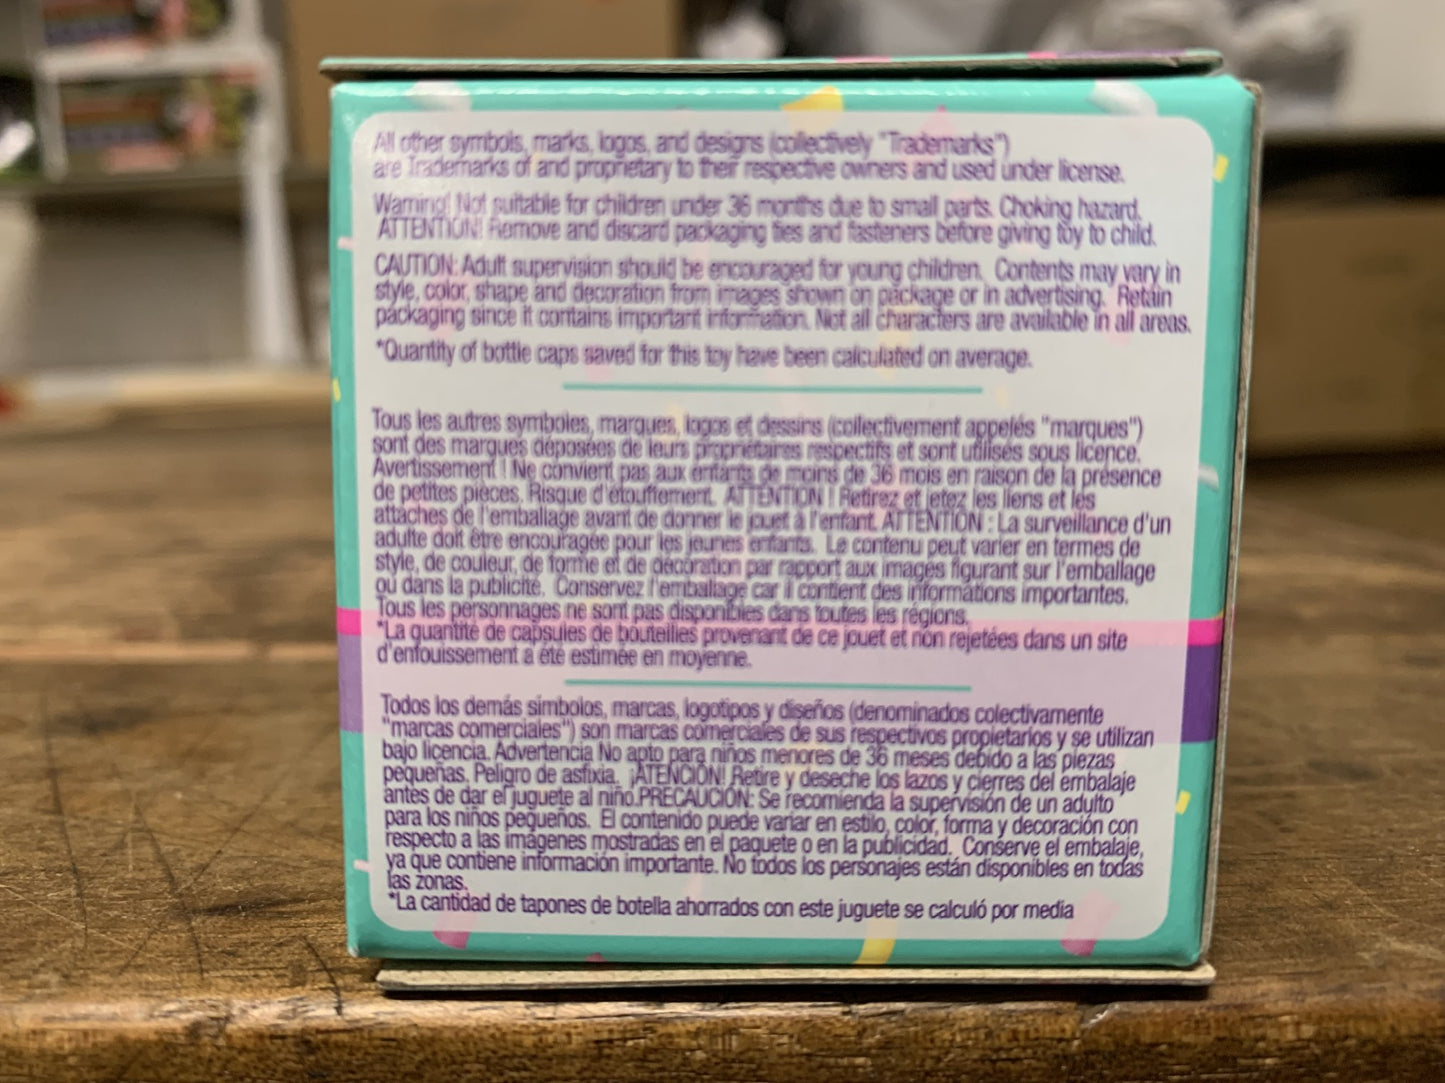 All other symbols, marks, logos, and designs (collectively "Trademarks")
are Trademarks of and proprietary to their respective owners and used under license.
Warning! Not suitable for children under 36 months due to small parts. Choking hazard.
ATTENTION! Remove and discard packaging ties and fasteners before giving toy to child.
CAUTION: Adult supervision should be encouraged for young children. Contents may vary in
style, color, shape and decoration from images shown on package or in advertising. Retain
packaging since it contains important information. Not all characters are available in all areas.
*Quantity of bottle caps saved for this toy have been calculated on average.
Tous les autres symboles, marques, logos et dessins (collectivement appelés "marques")
sont des marques déposées de leurs propriétaires respectifs et sont utilisés sous licence.
Avertissement ! Ne convient pas aux enfants de moins de 36 mois en raison de la présence
de petites pièces. Risque d'étouffement. ATTENTION ! Retirez et jetez les liens et les
attaches de l'emballage avant de donner le jouet à l'enfant. ATTENTION : La surveillance d'un
adulte doit être encouragée pour les jeunes enfants. Le contenu peut varier en termes de
style, de couleur, de forme et de décoration par rapport aux images figurant sur l'emballage
ou dans la publicité. Conservez l'emballage car il contient des informations importantes.
Tous les personnages ne sont pas disponibles dans toutes les régions.
*La quantité de capsules de bouteilles provenant de ce jouet et non rejetées dans un site
d'enfouissement a été estimée en moyenne.
Todos los demás símbolos, marcas, logotipos y diseños (denominados colectivamente
"marcas comerciales") son marcas comerciales de sus respectivos propietarios y se utilizan
bajo licencia. Advertencia No apto para niños menores de 36 meses debido a las piezas
pequeñas. Peligro de asfixia. ¡ATENCIÓN! Retire y deseche los lazos y cierres del embalaje
antes de dar el juguete al niño.PRECAUCIÓN: Se recomienda la supervisión de un adulto
para los niños pequeños. El contenido puede variar en estilo, color, forma y decoración con
respecto a las imágenes mostradas en el paquete o en la publicidad. Conserve el embalaje,
ya que contiene información importante. No todos los personajes están disponibles en todas
las zonas.
*La cantidad de tapones de botella ahorrados con este juguete se calculó por media